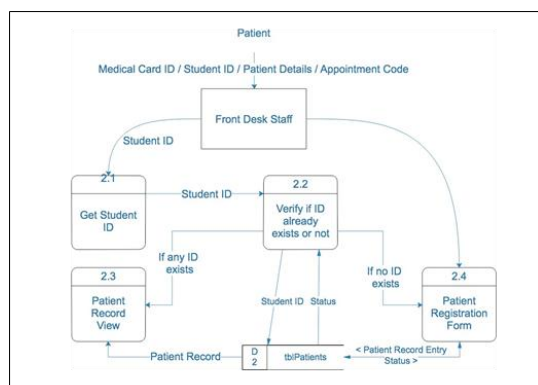 Patient
Medical Card ID / Student ID / Patient Details / Appointment Code
Front Desk Staff
Student ID
2.1
Get Student
ID
Student ID
2.2
Verify if ID
already
exists or not
If any ID
exists
If no ID
exists
2.3
Patient
Record
View
Student ID
Status
2.4
Patient
Registration
Form
Patient Record
D
2
tblPatients
< Patient Record Entry
Status >